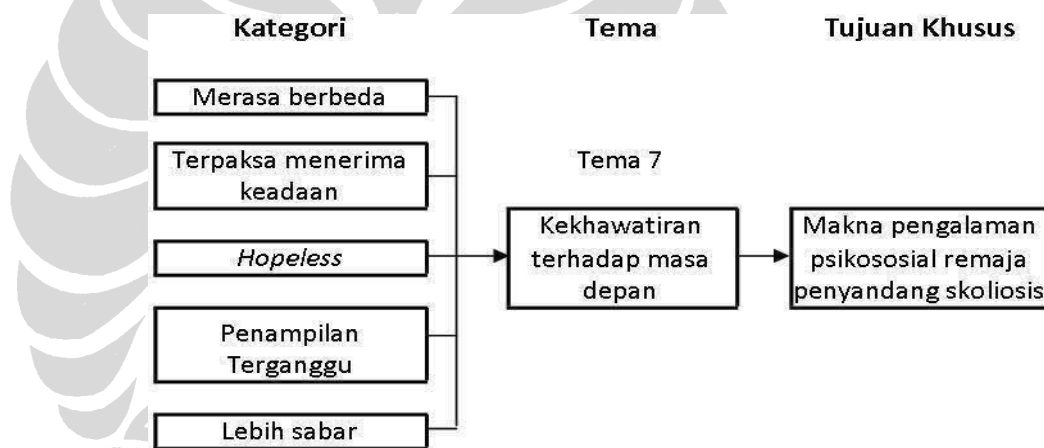 Kategori Tema Tujuan Khusus
Merasa berbeda
Terpaksa menerima
keadaan
Hopeless
Penampilan
Terganggu
Lebih sabar
Tema 7
Kekhawatiran
terhadap masa
depan
Makna pengalaman
psikososial remaja
penyandang skoliosis